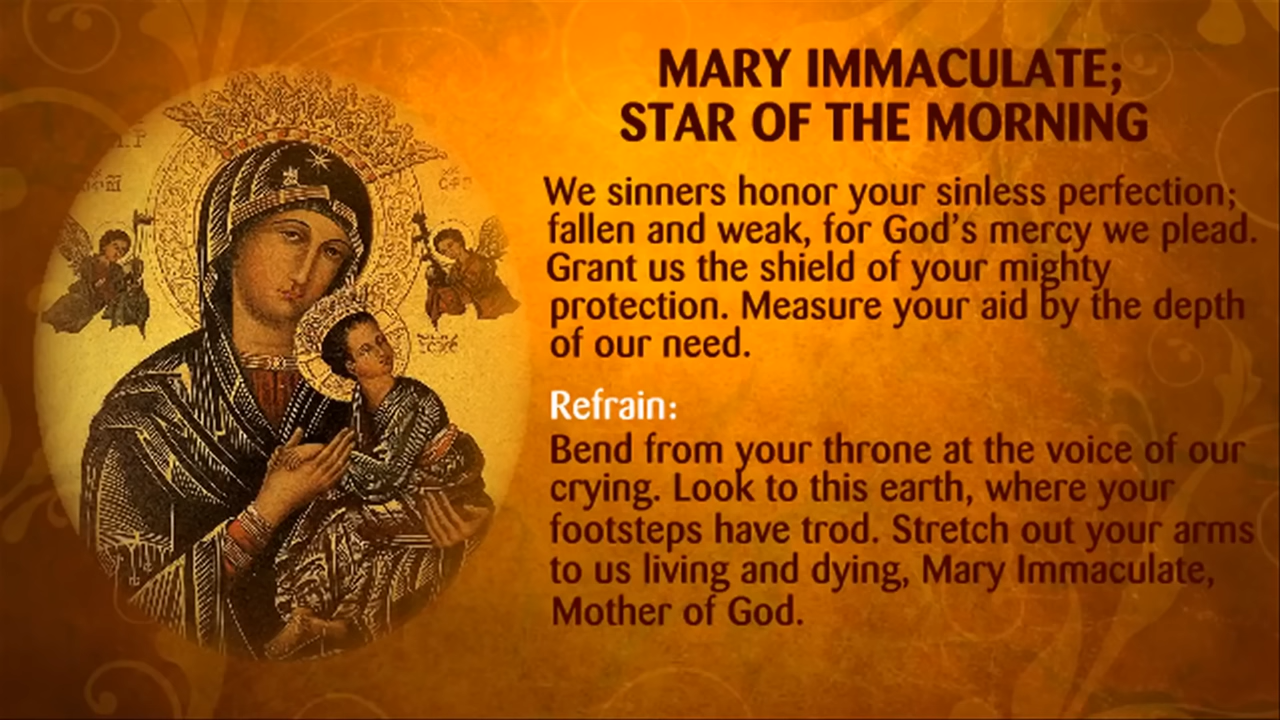 MARY IMMACULATE;
STAR OF THE MORNING
We sinners honor your sinless perfection;
fallen and weak, for God's mercy we plead.
Grant us the shield of your mighty
protection. Measure your aid by the depth
of our need.
Refrain:
Bend from your throne at the voice of our
crying. Look to this earth, where your
footsteps have trod. Stretch out your arms
to us living and dying, Mary Immaculate,
Mother of God.